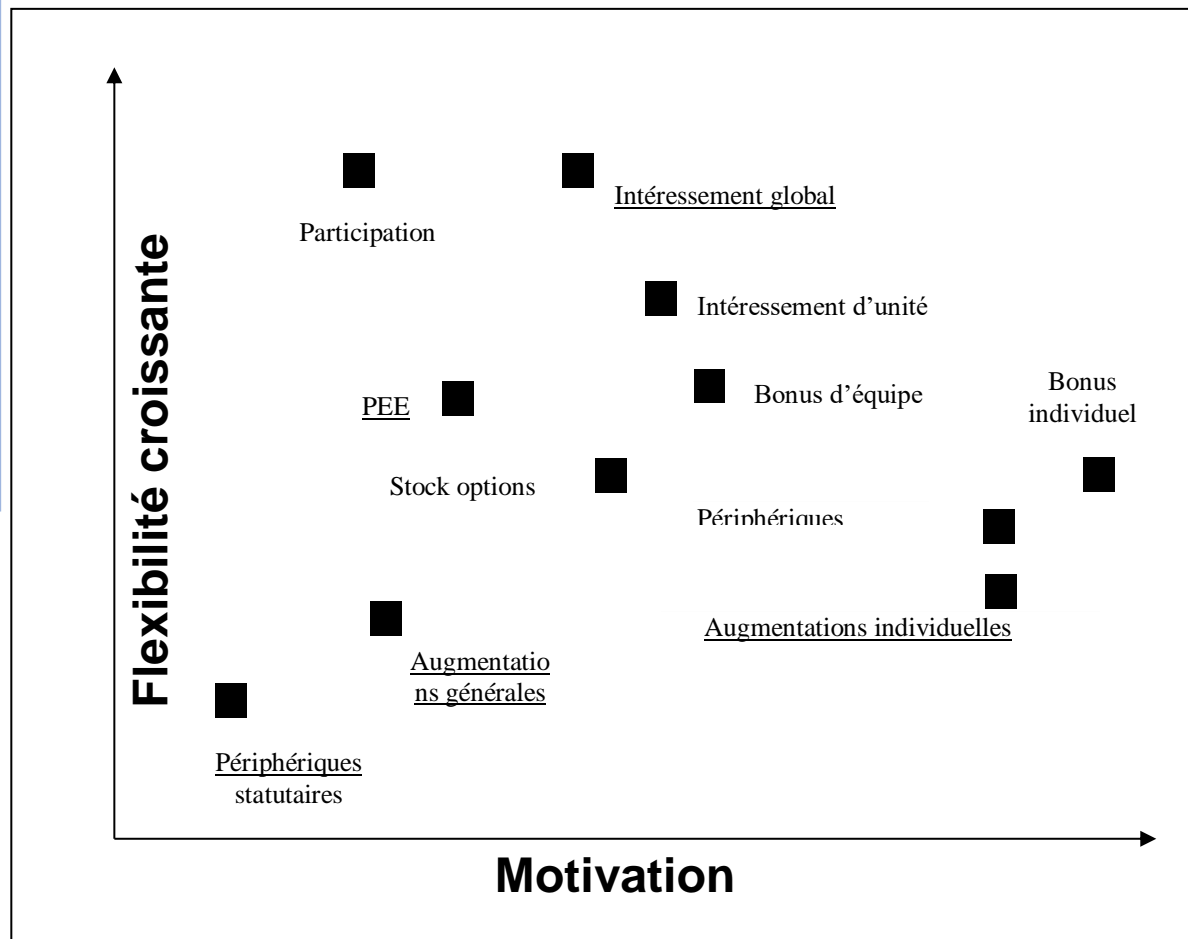 Intéressement global
Participation
Flexibilité croissante
Intéressement d’unité
PEE
Bonus d’équipe
Bonus
individuel
Stock options
Périphériques
Augmentations individuelles
Augmentatio
ns générales
Périphériques
statutaires
Motivation